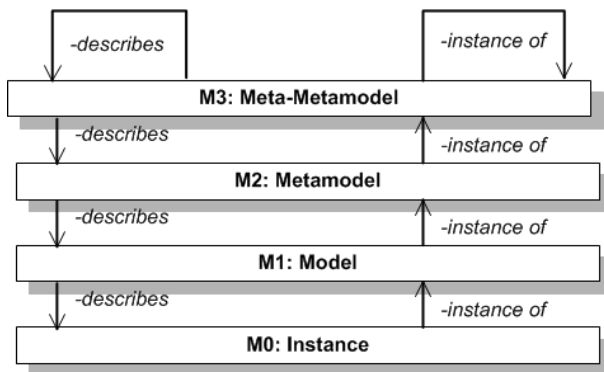 -describes
-instance of
M3: Meta-Metamodel
-describes
-instance of
M2: Metamodel
-describes
-instance of
M1: Model
-describes
-instance of
M0: Instance